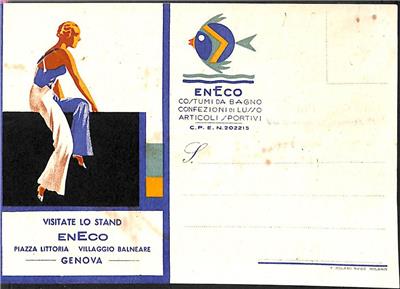 VISITATE LO STAND
ENECO
PIAZZA LITTORIA VILLAGGIO BALNEARE
GENOVA
ENECO
COSTUMI DA BAGNO
CONFEZIONI DI LUSSO
ARTICOLI SPORTIVI
C.P.E. N. 202215
S.
MILANO